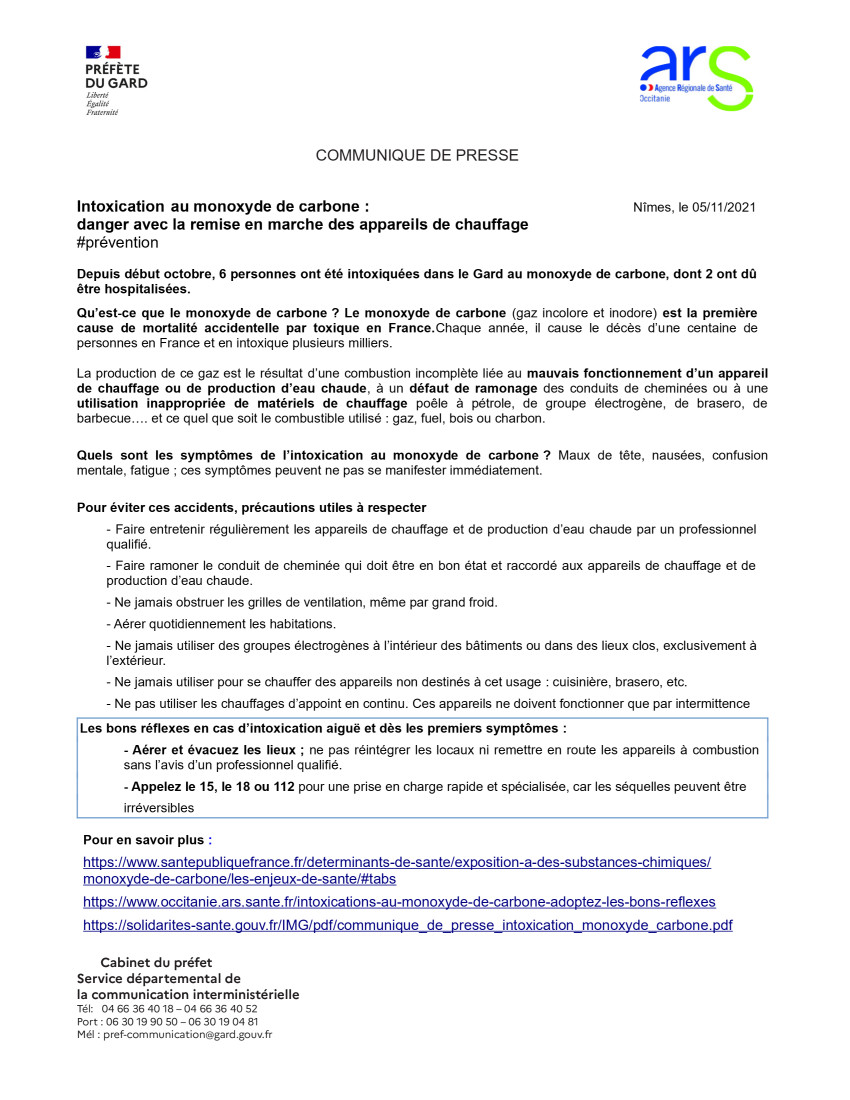 PRÉFÈTE
DU GARD
Liberté
Égalité
Fraternité
ars
Agence Régionale de Santé
Occitanie
COMMUNIQUE DE PRESSE
Intoxication au monoxyde de carbone :
danger avec la remise en marche des appareils de chauffage
#prévention
Nîmes, le 05/11/2021
Depuis début octobre, 6 personnes ont été intoxiquées dans le Gard au monoxyde de carbone, dont 2 ont dû
être hospitalisées.
Qu’est-ce que le monoxyde de carbone ? Le monoxyde de carbone (gaz incolore et inodore) est la première
cause de mortalité accidentelle par toxique en France.Chaque année, il cause le décès d’une centaine de
personnes en France et en intoxique plusieurs milliers.
La production de ce gaz est le résultat d’une combustion incomplète liée au mauvais fonctionnement d’un appareil
de chauffage ou de production d’eau chaude, à un défaut de ramonage des conduits de cheminées ou à une
utilisation inappropriée de matériels de chauffage poêle à pétrole, de groupe électrogène, de brasero, de
barbecue…. et ce quel que soit le combustible utilisé : gaz, fuel, bois ou charbon.
Quels sont les symptômes de l’intoxication au monoxyde de carbone ? Maux de tête, nausées, confusion
mentale, fatigue ; ces symptômes peuvent ne pas se manifester immédiatement.
Pour éviter ces accidents, précautions utiles à respecter
- Faire entretenir régulièrement les appareils de chauffage et de production d’eau chaude par un professionnel
qualifié.
- Faire ramoner le conduit de cheminée qui doit être en bon état et raccordé aux appareils de chauffage et de
production d’eau chaude.
- Ne jamais obstruer les grilles de ventilation, même par grand froid.
- Aérer quotidiennement les habitations.
- Ne jamais utiliser des groupes électrogènes à l’intérieur des bâtiments ou dans des lieux clos, exclusivement à
l’extérieur.
- Ne jamais utiliser pour se chauffer des appareils non destinés à cet usage : cuisinière, brasero, etc.
- Ne pas utiliser les chauffages d’appoint en continu. Ces appareils ne doivent fonctionner que par intermittence
Les bons réflexes en cas d’intoxication aiguë et dès les premiers symptômes :
- Aérer et évacuez les lieux ; ne pas réintégrer les locaux ni remettre en route les appareils à combustion
sans l’avis d’un professionnel qualifié.
- Appelez le 15, le 18 ou 112 pour une prise en charge rapide et spécialisée, car les séquelles peuvent être
irréversibles
Pour en savoir plus :
https://www.santepubliquefrance.fr/determinants-de-sante/exposition-a-des-substances-chimiques/
monoxyde-de-carbone/les-enjeux-de-sante/#tabs
https://www.occitanie.ars.sante.fr/intoxications-au-monoxyde-de-carbone-adoptez-les-bons-reflexes
https://solidarites-sante.gouv.fr/IMG/pdf/communique_de_presse_intoxication_monoxyde_carbone.pdf
Cabinet du préfet
Service départemental de
la communication interministérielle
Tél: 04 66 36 40 18 – 04 66 36 40 52
Port : 06 30 19 90 50 – 06 30 19 04 81
Mél : pref-communication@gard.gouv.fr